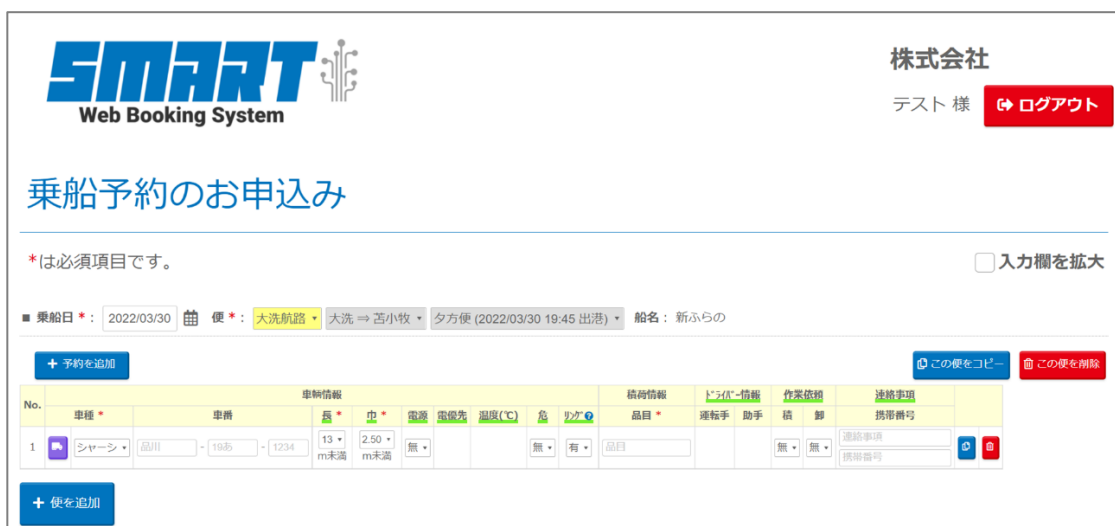 SMART
Web Booking System
株式会社
テスト 様 ログアウト
乗船予約のお申込み
*は必須項目です。 入力欄を拡大
■ 乗船日 *： 2022/03/30 便 *： 大洗航路 大洗 ⇒ 苫小牧 夕方便 (2022/03/30 19:45 出港) 船名： 新ふらの
+ 予約を追加 この便をコピー この便を削除
No. 車輌情報 積荷情報 ﾄﾞﾗｲﾊﾞｰ情報 作業依頼 連絡事項
車種 * 車番 長 * 巾 * 電源 電優先 温度(℃) 危 ﾘﾝｸﾞ 品目 * 運転手 助手 積 卸 携帯番号
1 シャーシ 品川 - 19あ - 1234 13 m未満 2.50 m未満 無 無 有 品目 無 無 連絡事項
携帯番号
+ 便を追加